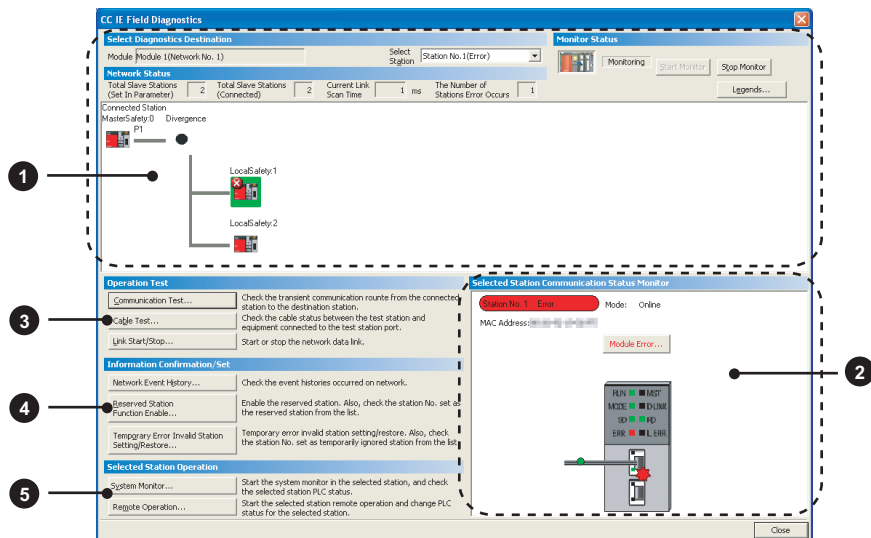 CC IE Field Diagnostics
Select Diagnostics Destination
Monitor Status
Module Module 1(Network No. 1)
Select Station Station No.1(Error)
Monitoring
Start Monitor
Stop Monitor
Network Status
Total Slave Stations (Set In Parameter) 2
Total Slave Stations (Connected) 2
Current Link Scan Time 1 ms
The Number of Stations Error Occurs 1
Legends...
Connected Station
MasterSafety:0 Divergence
P1
LocalSafety:1
LocalSafety:2
1
Operation Test
Communication Test...
Check the transient communication rounte from the connected
station to the destination station.
3
Cable Test...
Check the cable status between the test station and
equipment connected to the test station port.
Link Start/Stop...
Start or stop the network data link.
Information Confirmation/Set
Network Event History...
Check the event histories occurred on network.
4
Reserved Station
Function Enable...
Enable the reserved station. Also, check the station No. set as
the reserved station from the list.
Temporary Error Invalid Station
Setting/Restore...
Temporary error invalid station setting/restore. Also, check
the station No. set as temporarily ignored station from the list
Selected Station Operation
5
System Monitor...
Start the system monitor in the selected station, and check
the selected station PLC status.
Remote Operation...
Start the selected station remote operation and change PLC
status for the selected station.
Selected Station Communication Status Monitor
Station No. 1 Error
Mode: Online
MAC Address:
Module Error...
2
RUN MST
MODE D LINK
SD RD
ERR. L ERR.
Close